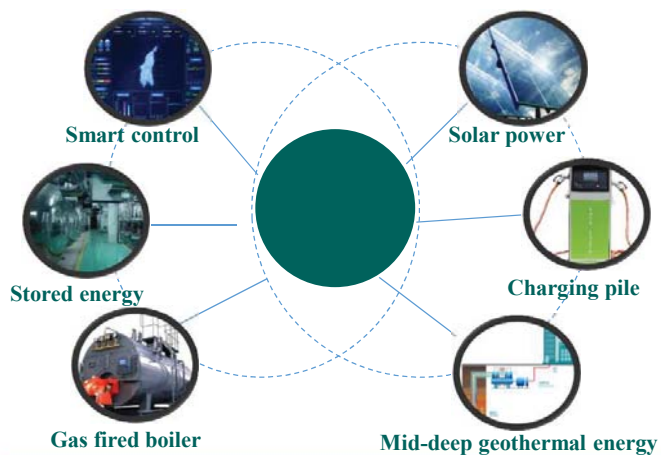 Smart control
Solar power
Stored energy
Charging pile
Gas fired boiler
Mid-deep geothermal energy